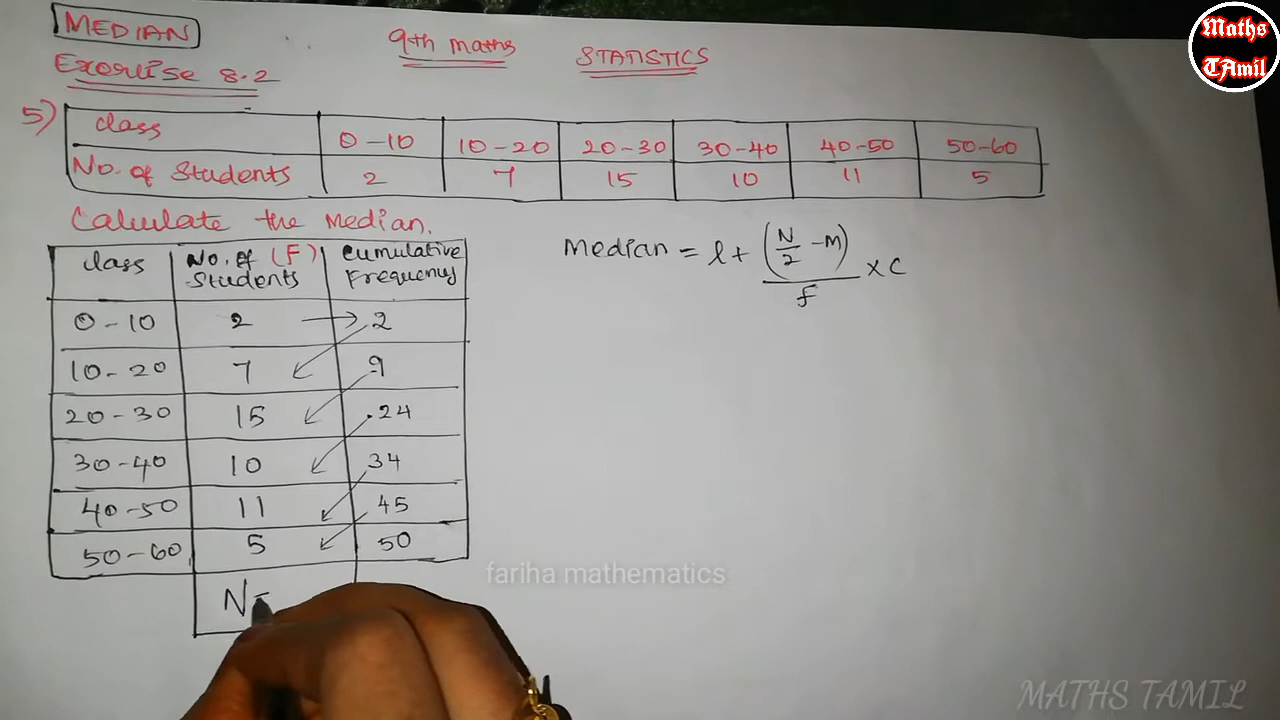 MEDIAN
9th maths STATISTICS
Exercise 8.2
5)
class 0-10 10-20 20-30 30-40 40-50 50-60
No. of Students 2 7 15 10 11 5
Calculate the Median.
class No. of (F) Students Cumulative Frequency
0-10 2 2
10-20 7 9
20-30 15 24
30-40 10 34
40-50 11 45
50-60 5 50
N=
Median = l + (N/2 - M)/f × c
fariha mathematics
MATHS TAMIL
Maths
TAmil